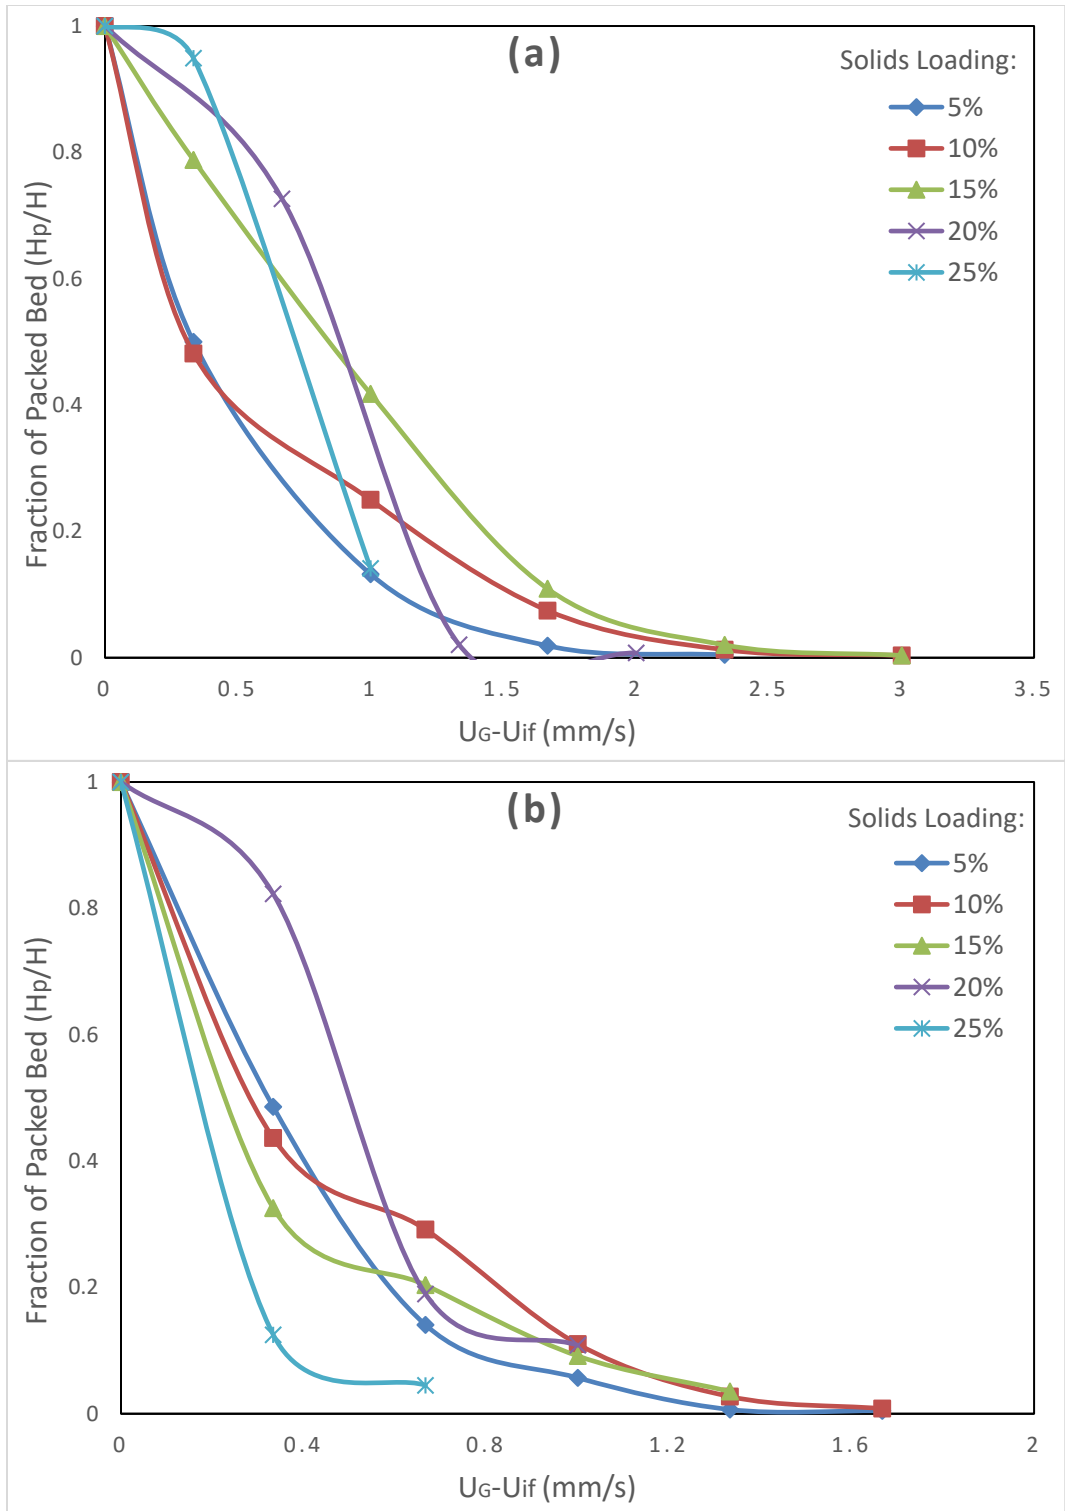 (a)
Solids Loading:
5%
10%
15%
20%
25%
Fraction of Packed Bed (Hp/H)
1
0.8
0.6
0.4
0.2
0
0 0.5 1 1.5 2 2.5 3 3.5
UG-Uif (mm/s)
(b)
Solids Loading:
5%
10%
15%
20%
25%
Fraction of Packed Bed (Hp/H)
1
0.8
0.6
0.4
0.2
0
0 0.4 0.8 1.2 1.6 2
UG-Uif (mm/s)